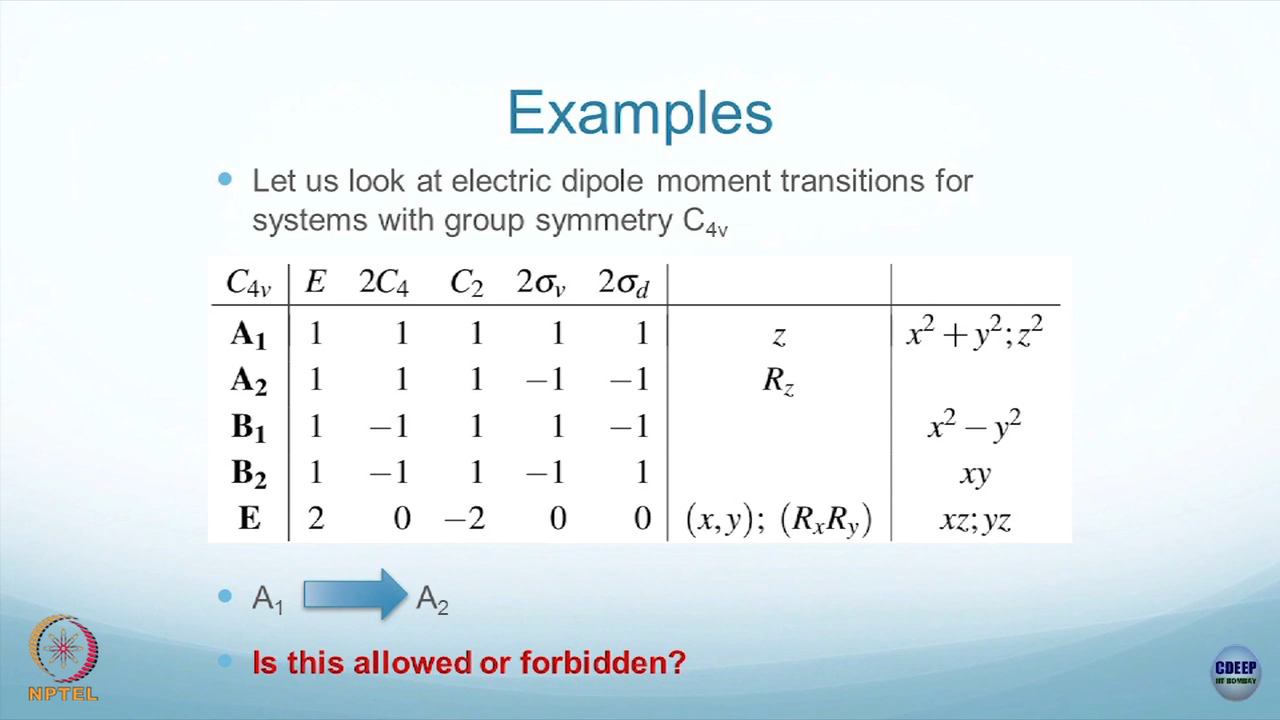 Examples
Let us look at electric dipole moment transitions for
systems with group symmetry C₄ᵥ
C₄ᵥ E 2C₄ C₂ 2σᵥ 2σ_d
A₁ 1 1 1 1 1 z x² + y²; z²
A₂ 1 1 1 −1 −1 R_z
B₁ 1 −1 1 1 −1 x² − y²
B₂ 1 −1 1 −1 1 xy
E 2 0 −2 0 0 (x, y); (RₓR_y) xz; yz
A₁ A₂
Is this allowed or forbidden?
NPTEL
CDEEP
IIT BOMBAY